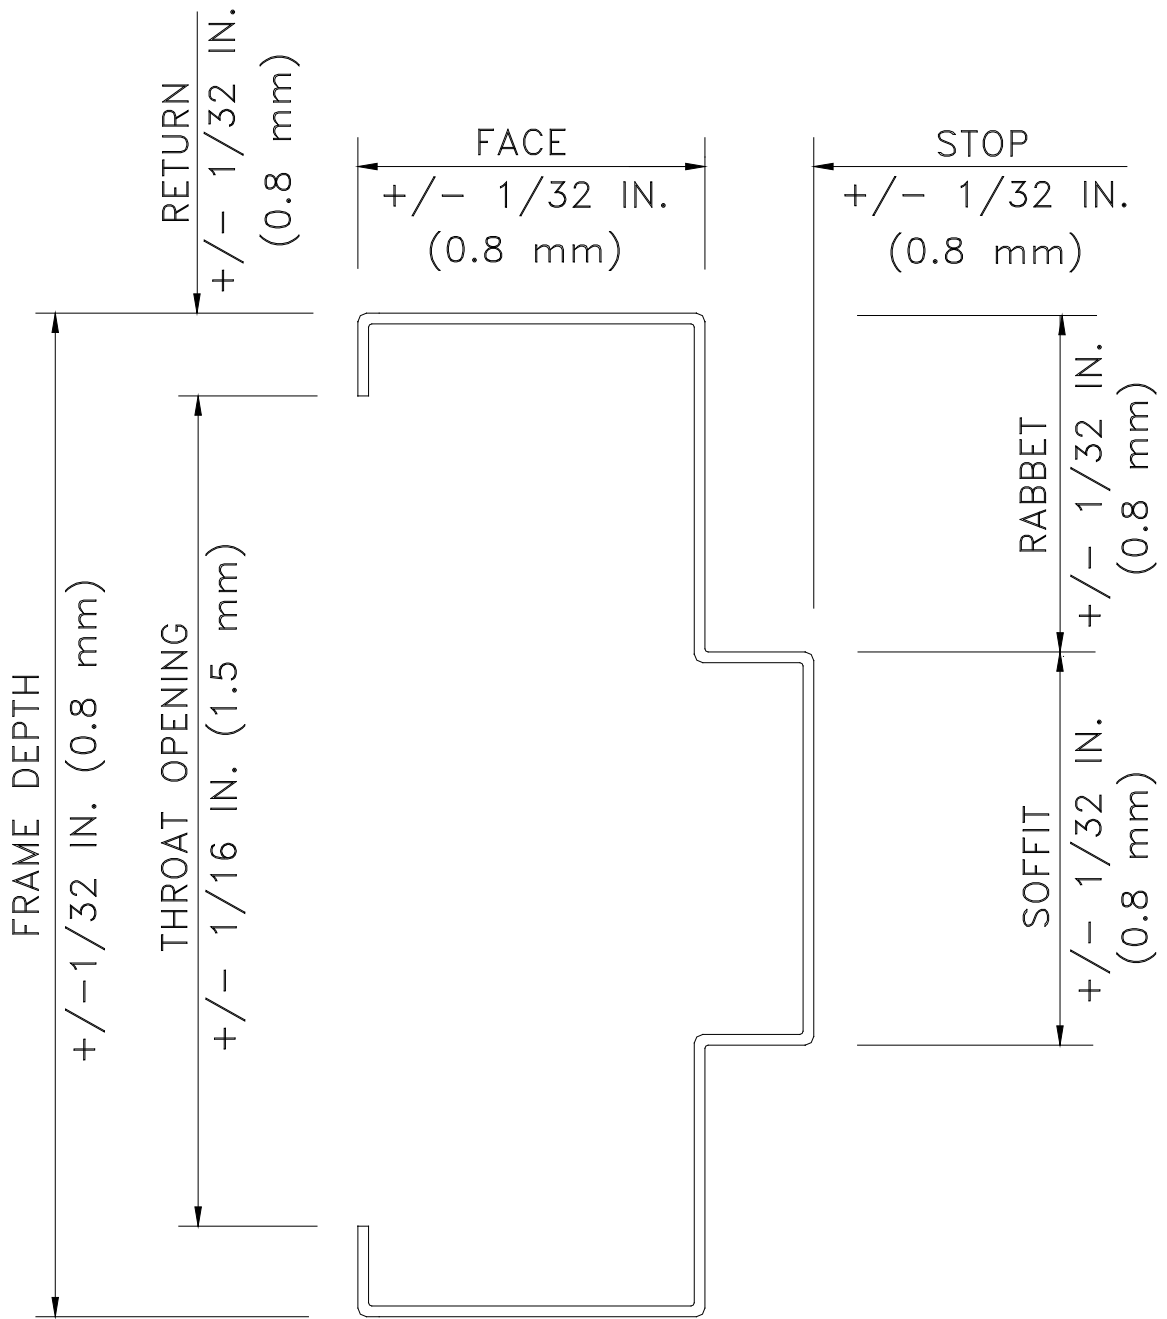 RETURN
+/- 1/32 IN.
(0.8 mm)
FACE
+/- 1/32 IN.
(0.8 mm)
STOP
+/- 1/32 IN.
(0.8 mm)
FRAME DEPTH
+/-1/32 IN. (0.8 mm)
THROAT OPENING
+/- 1/16 IN. (1.5 mm)
RABBET
+/- 1/32 IN.
(0.8 mm)
SOFFIT
+/- 1/32 IN.
(0.8 mm)